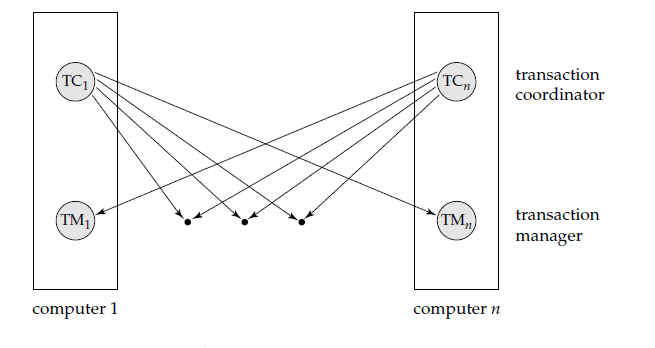 TC1
TCn
transaction
coordinator
TM1
TMn
transaction
manager
computer 1
computer n